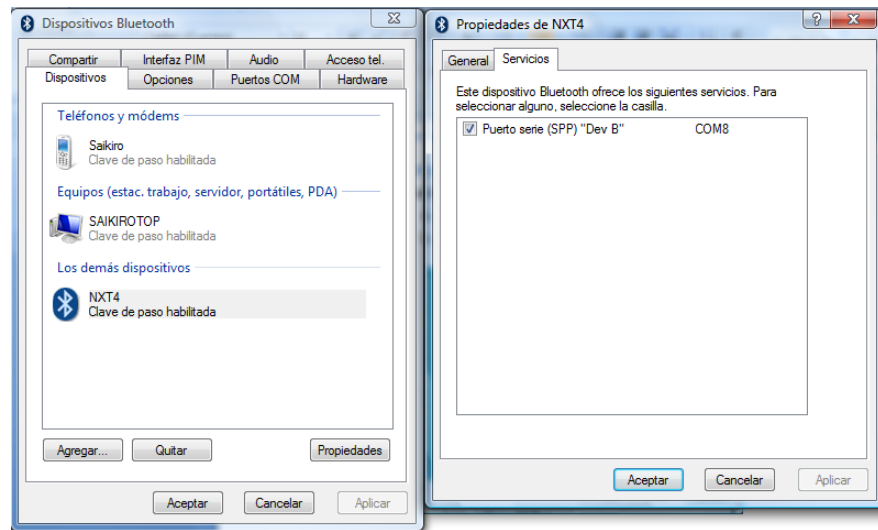 Dispositivos Bluetooth
Compartir Interfaz PIM Audio Acceso tel.
Dispositivos Opciones Puertos COM Hardware
Teléfonos y módems
Saikiro
Clave de paso habilitada
Equipos (estac. trabajo, servidor, portátiles, PDA)
SAIKIROTOP
Clave de paso habilitada
Los demás dispositivos
NXT4
Clave de paso habilitada
Agregar... Quitar Propiedades
Aceptar Cancelar Aplicar
Propiedades de NXT4
General Servicios
Este dispositivo Bluetooth ofrece los siguientes servicios. Para
seleccionar alguno, seleccione la casilla.
Puerto serie (SPP) "Dev B" COM8
Aceptar Cancelar Aplicar